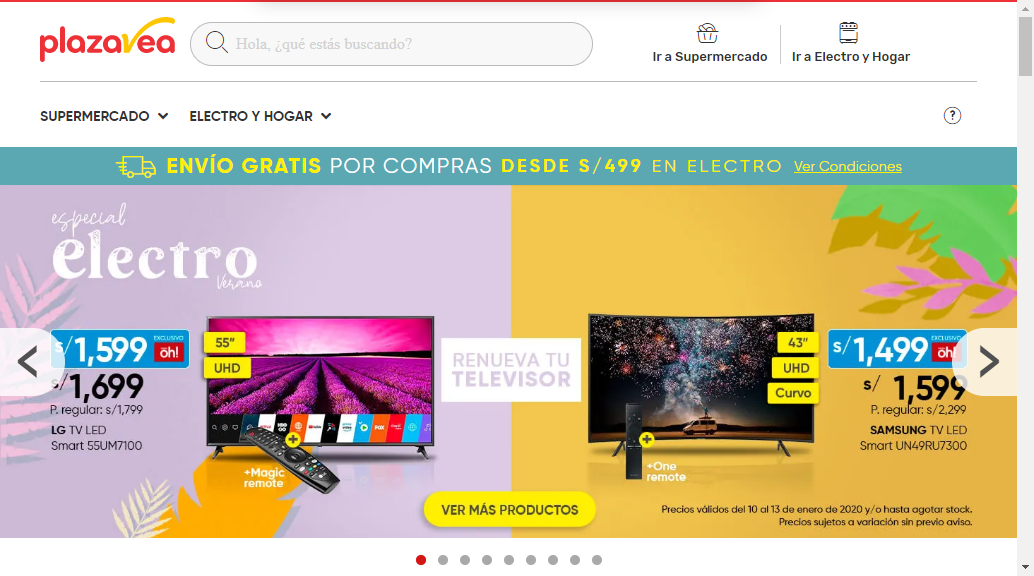 plazavea
Hola, ¿qué estás buscando?
Ir a Supermercado
Ir a Electro y Hogar
SUPERMERCADO
ELECTRO Y HOGAR
?
ENVÍO GRATIS POR COMPRAS DESDE S/499 EN ELECTRO Ver Condiciones
especial
electro
Verano
S/1,599 EXCLUSIVO oh!
S/1,699
P. regular: s/1,799
LG TV LED
Smart 55UM7100
55"
UHD
+
+Magic
remote
RENUEVA TU
TELEVISOR
43"
UHD
Curvo
+
+One
remote
S/1,499 EXCLUSIVO oh!
S/ 1,599
P. regular: s/2,299
SAMSUNG TV LED
Smart UN49RU7300
VER MÁS PRODUCTOS
Precios válidos del 10 al 13 de enero de 2020 y/o hasta agotar stock.
Precios sujetos a variación sin previo aviso.